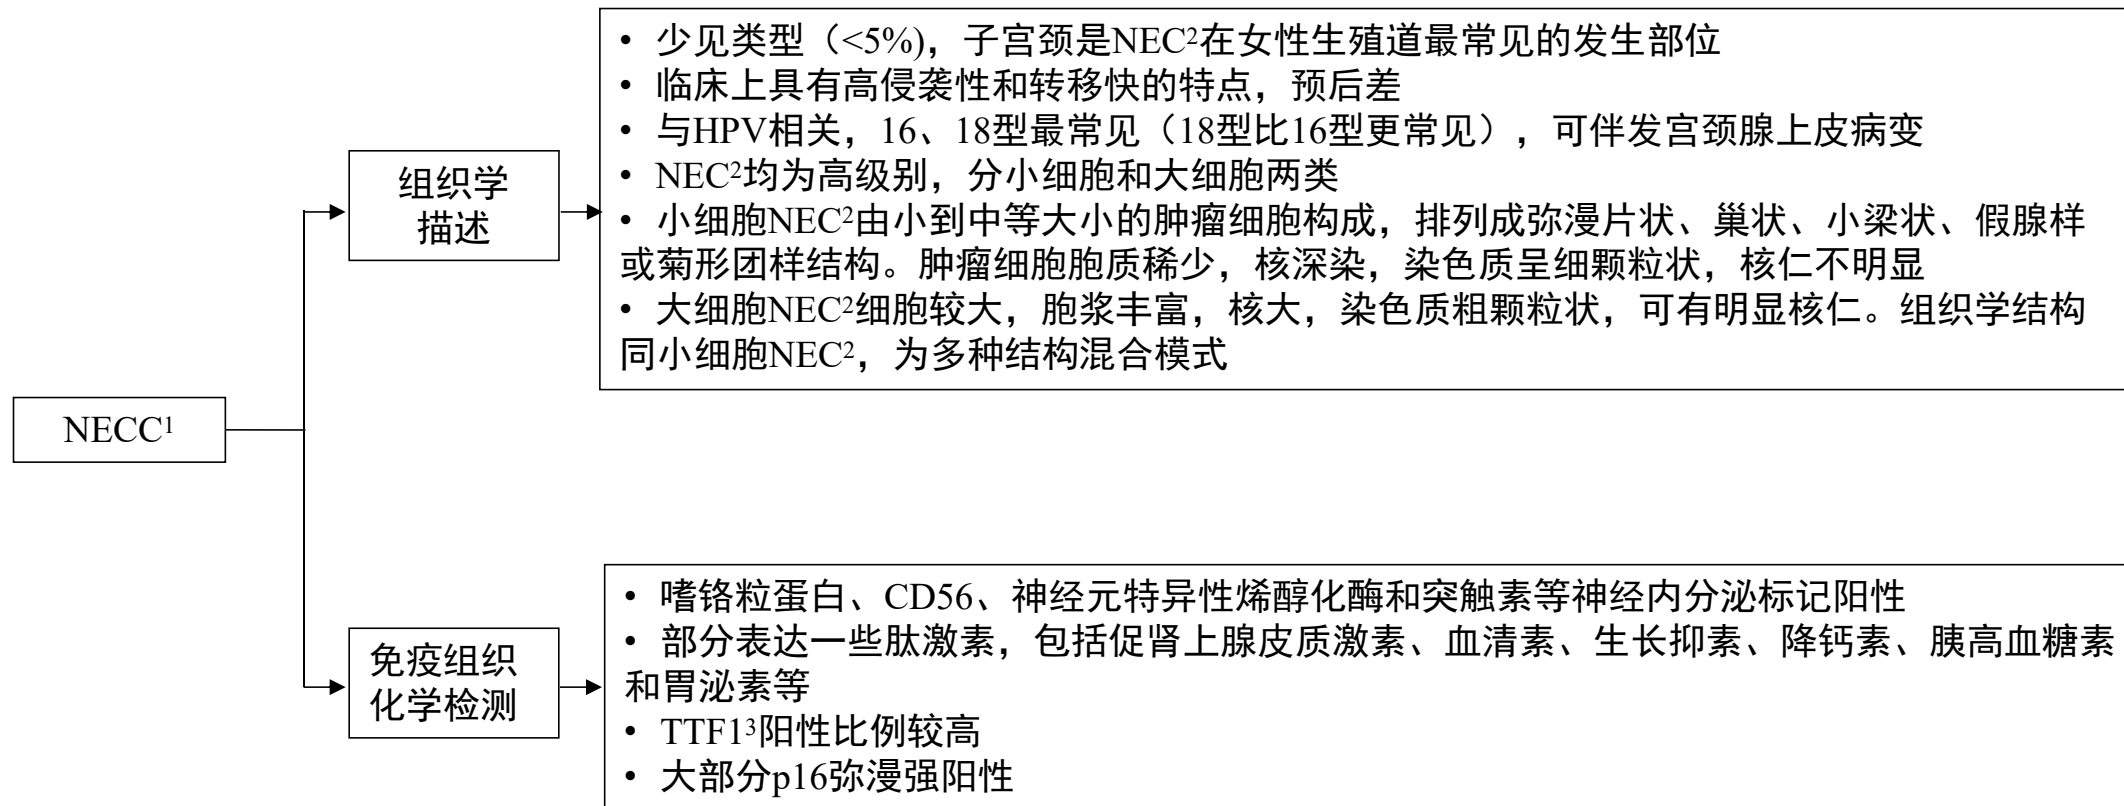 • 少见类型（<5%)，子宫颈是NEC²在女性生殖道最常见的发生部位
• 临床上具有高侵袭性和转移快的特点，预后差
• 与HPV相关，16、18型最常见（18型比16型更常见），可伴发宫颈腺上皮病变
• NEC²均为高级别，分小细胞和大细胞两类
• 小细胞NEC²由小到中等大小的肿瘤细胞构成，排列成弥漫片状、巢状、小梁状、假腺样
或菊形团样结构。肿瘤细胞胞质稀少，核深染，染色质呈细颗粒状，核仁不明显
• 大细胞NEC²细胞较大，胞浆丰富，核大，染色质粗颗粒状，可有明显核仁。组织学结构
同小细胞NEC²，为多种结构混合模式
组织学
描述
NECC¹
免疫组织
化学检测
• 嗜铬粒蛋白、CD56、神经元特异性烯醇化酶和突触素等神经内分泌标记阳性
• 部分表达一些肽激素，包括促肾上腺皮质激素、血清素、生长抑素、降钙素、胰高血糖素
和胃泌素等
• TTF1³阳性比例较高
• 大部分p16弥漫强阳性